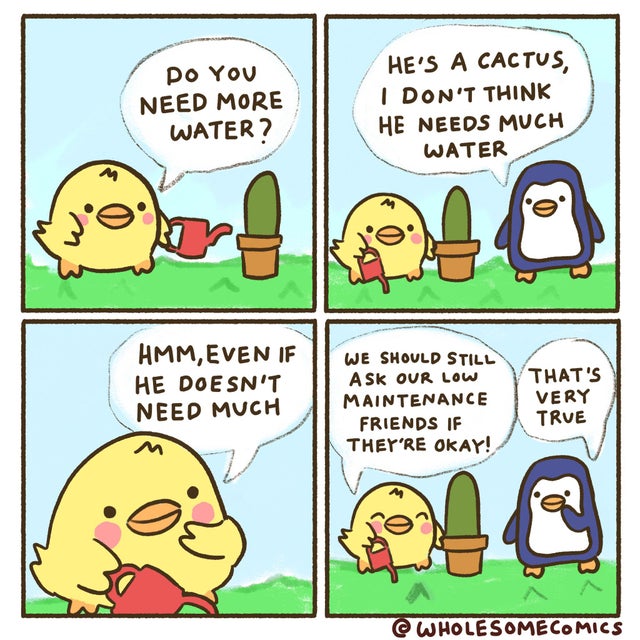 DO YOU
NEED MORE
WATER?
HE'S A CACTUS,
I DON'T THINK
HE NEEDS MUCH
WATER
HMM, EVEN IF
HE DOESN'T
NEED MUCH
WE SHOULD STILL
ASK OUR LOW
MAINTENANCE
FRIENDS IF
THEY'RE OKAY!
THAT'S
VERY
TRUE
@WHOLESOMECOMICS